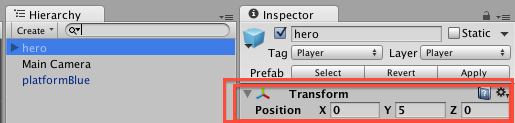 Hierarchy
Create
hero
Main Camera
platformBlue
Inspector
hero Static
Tag Player Layer Player
Prefab Select Revert Apply
Transform
Position X 0 Y 5 Z 0